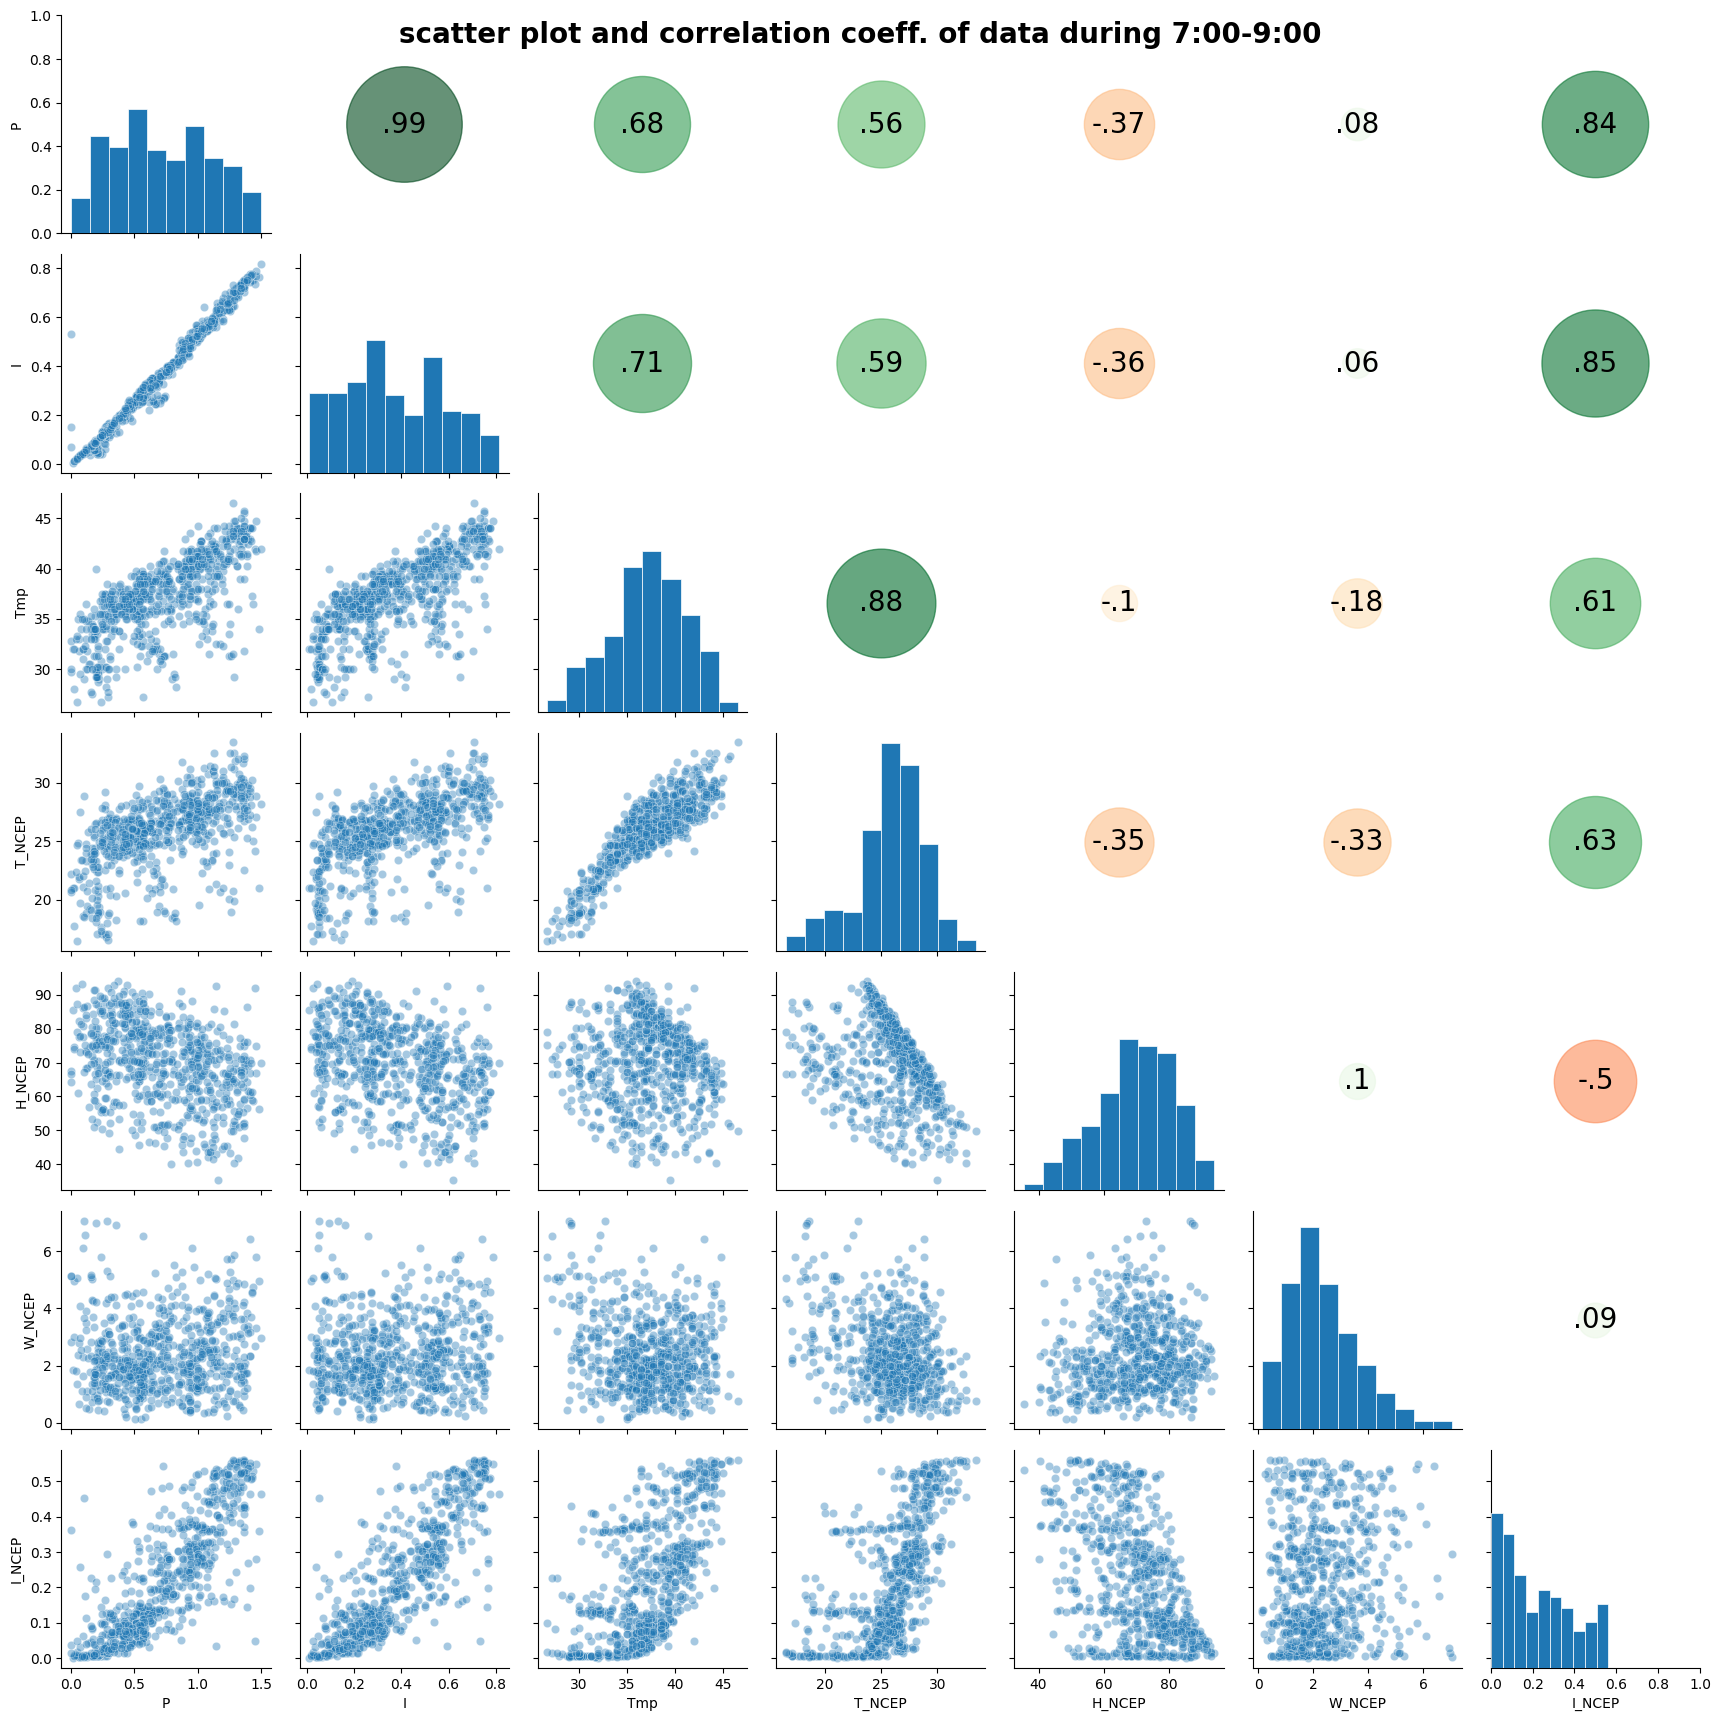 scatter plot and correlation coeff. of data during 7:00-9:00
1.0
0.8
0.6
0.4
0.2
0.0
P
.99
.68
.56
-.37
.08
.84
0.8
0.6
0.4
0.2
0.0
I
.71
.59
-.36
.06
.85
45
40
35
30
Tmp
.88
-.1
-.18
.61
30
25
20
T_NCEP
-.35
-.33
.63
90
80
70
60
50
40
H_NCEP
.1
-.5
6
4
2
0
W_NCEP
.09
0.5
0.4
0.3
0.2
0.1
0.0
I_NCEP
0.0 0.5 1.0 1.5
P
0.0 0.2 0.4 0.6 0.8
I
30 35 40 45
Tmp
20 25 30
T_NCEP
40 60 80
H_NCEP
0 2 4 6
W_NCEP
0.0 0.2 0.4 0.6 0.8 1.0
I_NCEP